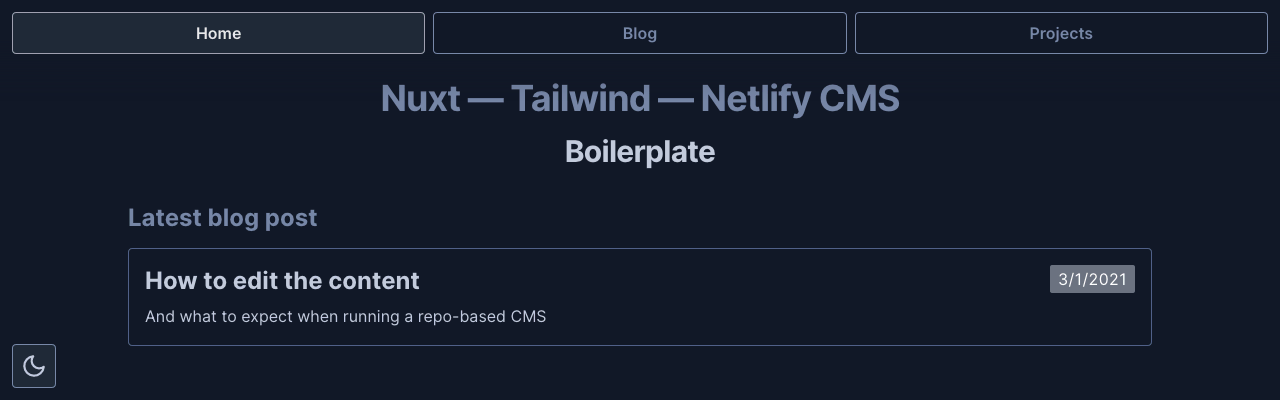 Home
Blog
Projects
Nuxt — Tailwind — Netlify CMS
Boilerplate
Latest blog post
How to edit the content
3/1/2021
And what to expect when running a repo-based CMS